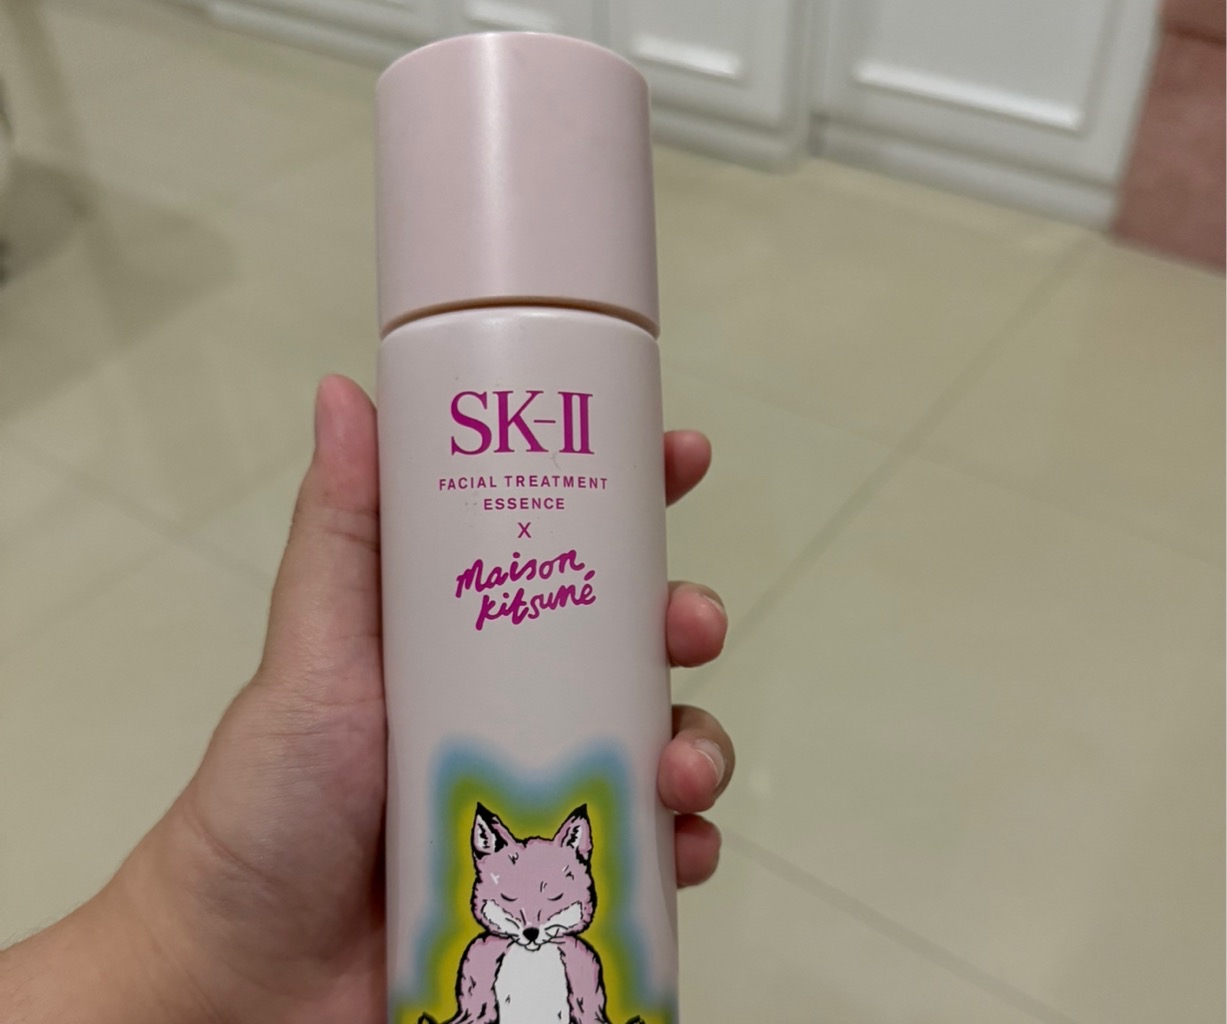 SK-II
FACIAL TREATMENT
ESSENCE
X
Maison
Kitsuné